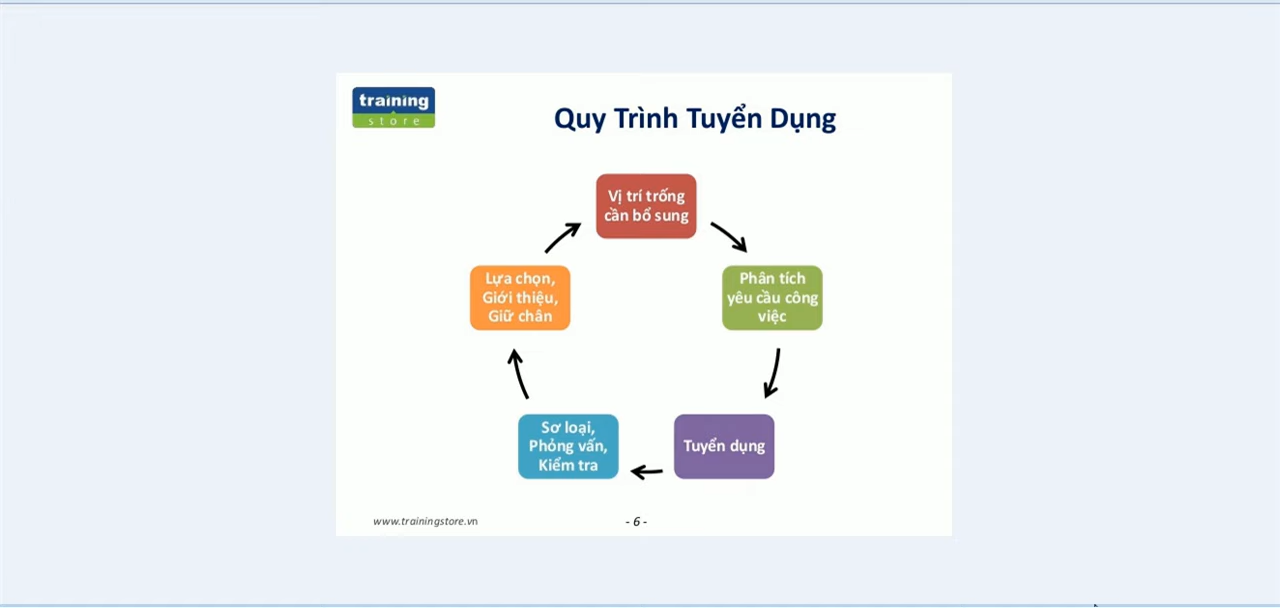 training
store
Quy Trình Tuyển Dụng
Vị trí trống
cần bổ sung
Phân tích
yêu cầu công
việc
Tuyển dụng
Sơ loại,
Phỏng vấn,
Kiểm tra
Lựa chọn,
Giới thiệu,
Giữ chân
www.trainingstore.vn
- 6 -